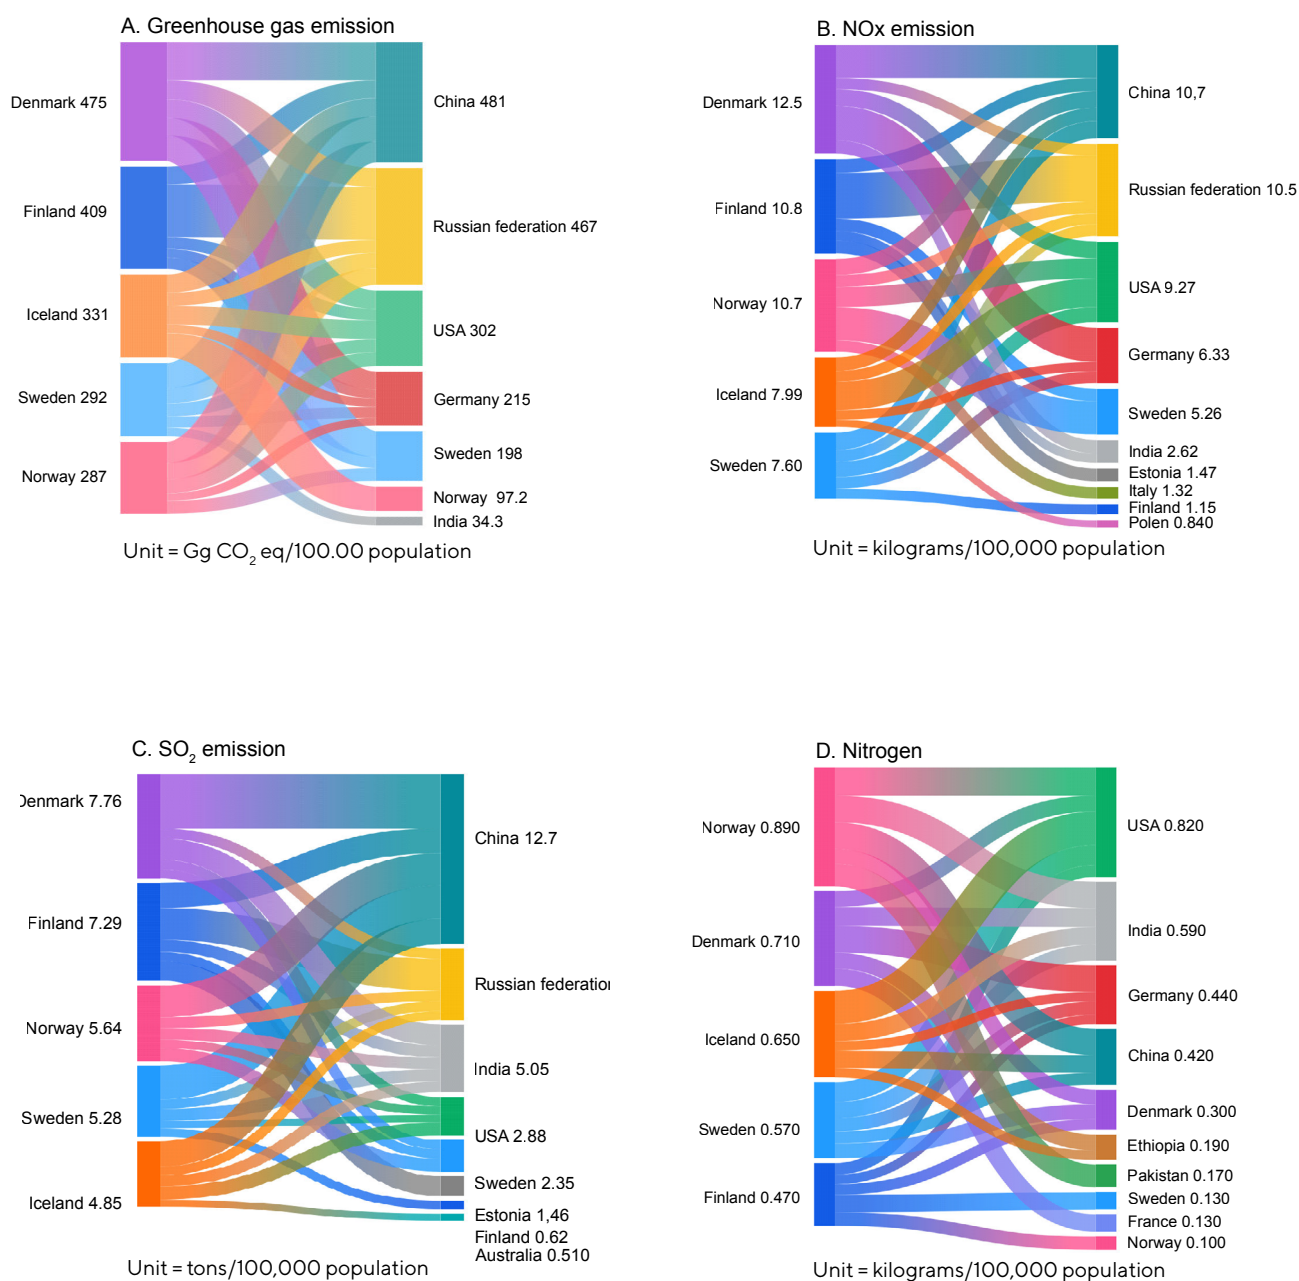 A. Greenhouse gas emission
Denmark 475
Finland 409
Iceland 331
Sweden 292
Norway 287
China 481
Russian federation 467
USA 302
Germany 215
Sweden 198
Norway 97.2
India 34.3
Unit = Gg CO2 eq/100.00 population
B. NOx emission
Denmark 12.5
Finland 10.8
Norway 10.7
Iceland 7.99
Sweden 7.60
China 10,7
Russian federation 10.5
USA 9.27
Germany 6.33
Sweden 5.26
India 2.62
Estonia 1.47
Italy 1.32
Finland 1.15
Polen 0.840
Unit = kilograms/100,000 population
C. SO2 emission
Denmark 7.76
Finland 7.29
Norway 5.64
Sweden 5.28
Iceland 4.85
China 12.7
Russian federation
India 5.05
USA 2.88
Sweden 2.35
Estonia 1,46
Finland 0.62
Australia 0.510
Unit = tons/100,000 population
D. Nitrogen
Norway 0.890
Denmark 0.710
Iceland 0.650
Sweden 0.570
Finland 0.470
USA 0.820
India 0.590
Germany 0.440
China 0.420
Denmark 0.300
Ethiopia 0.190
Pakistan 0.170
Sweden 0.130
France 0.130
Norway 0.100
Unit = kilograms/100,000 population